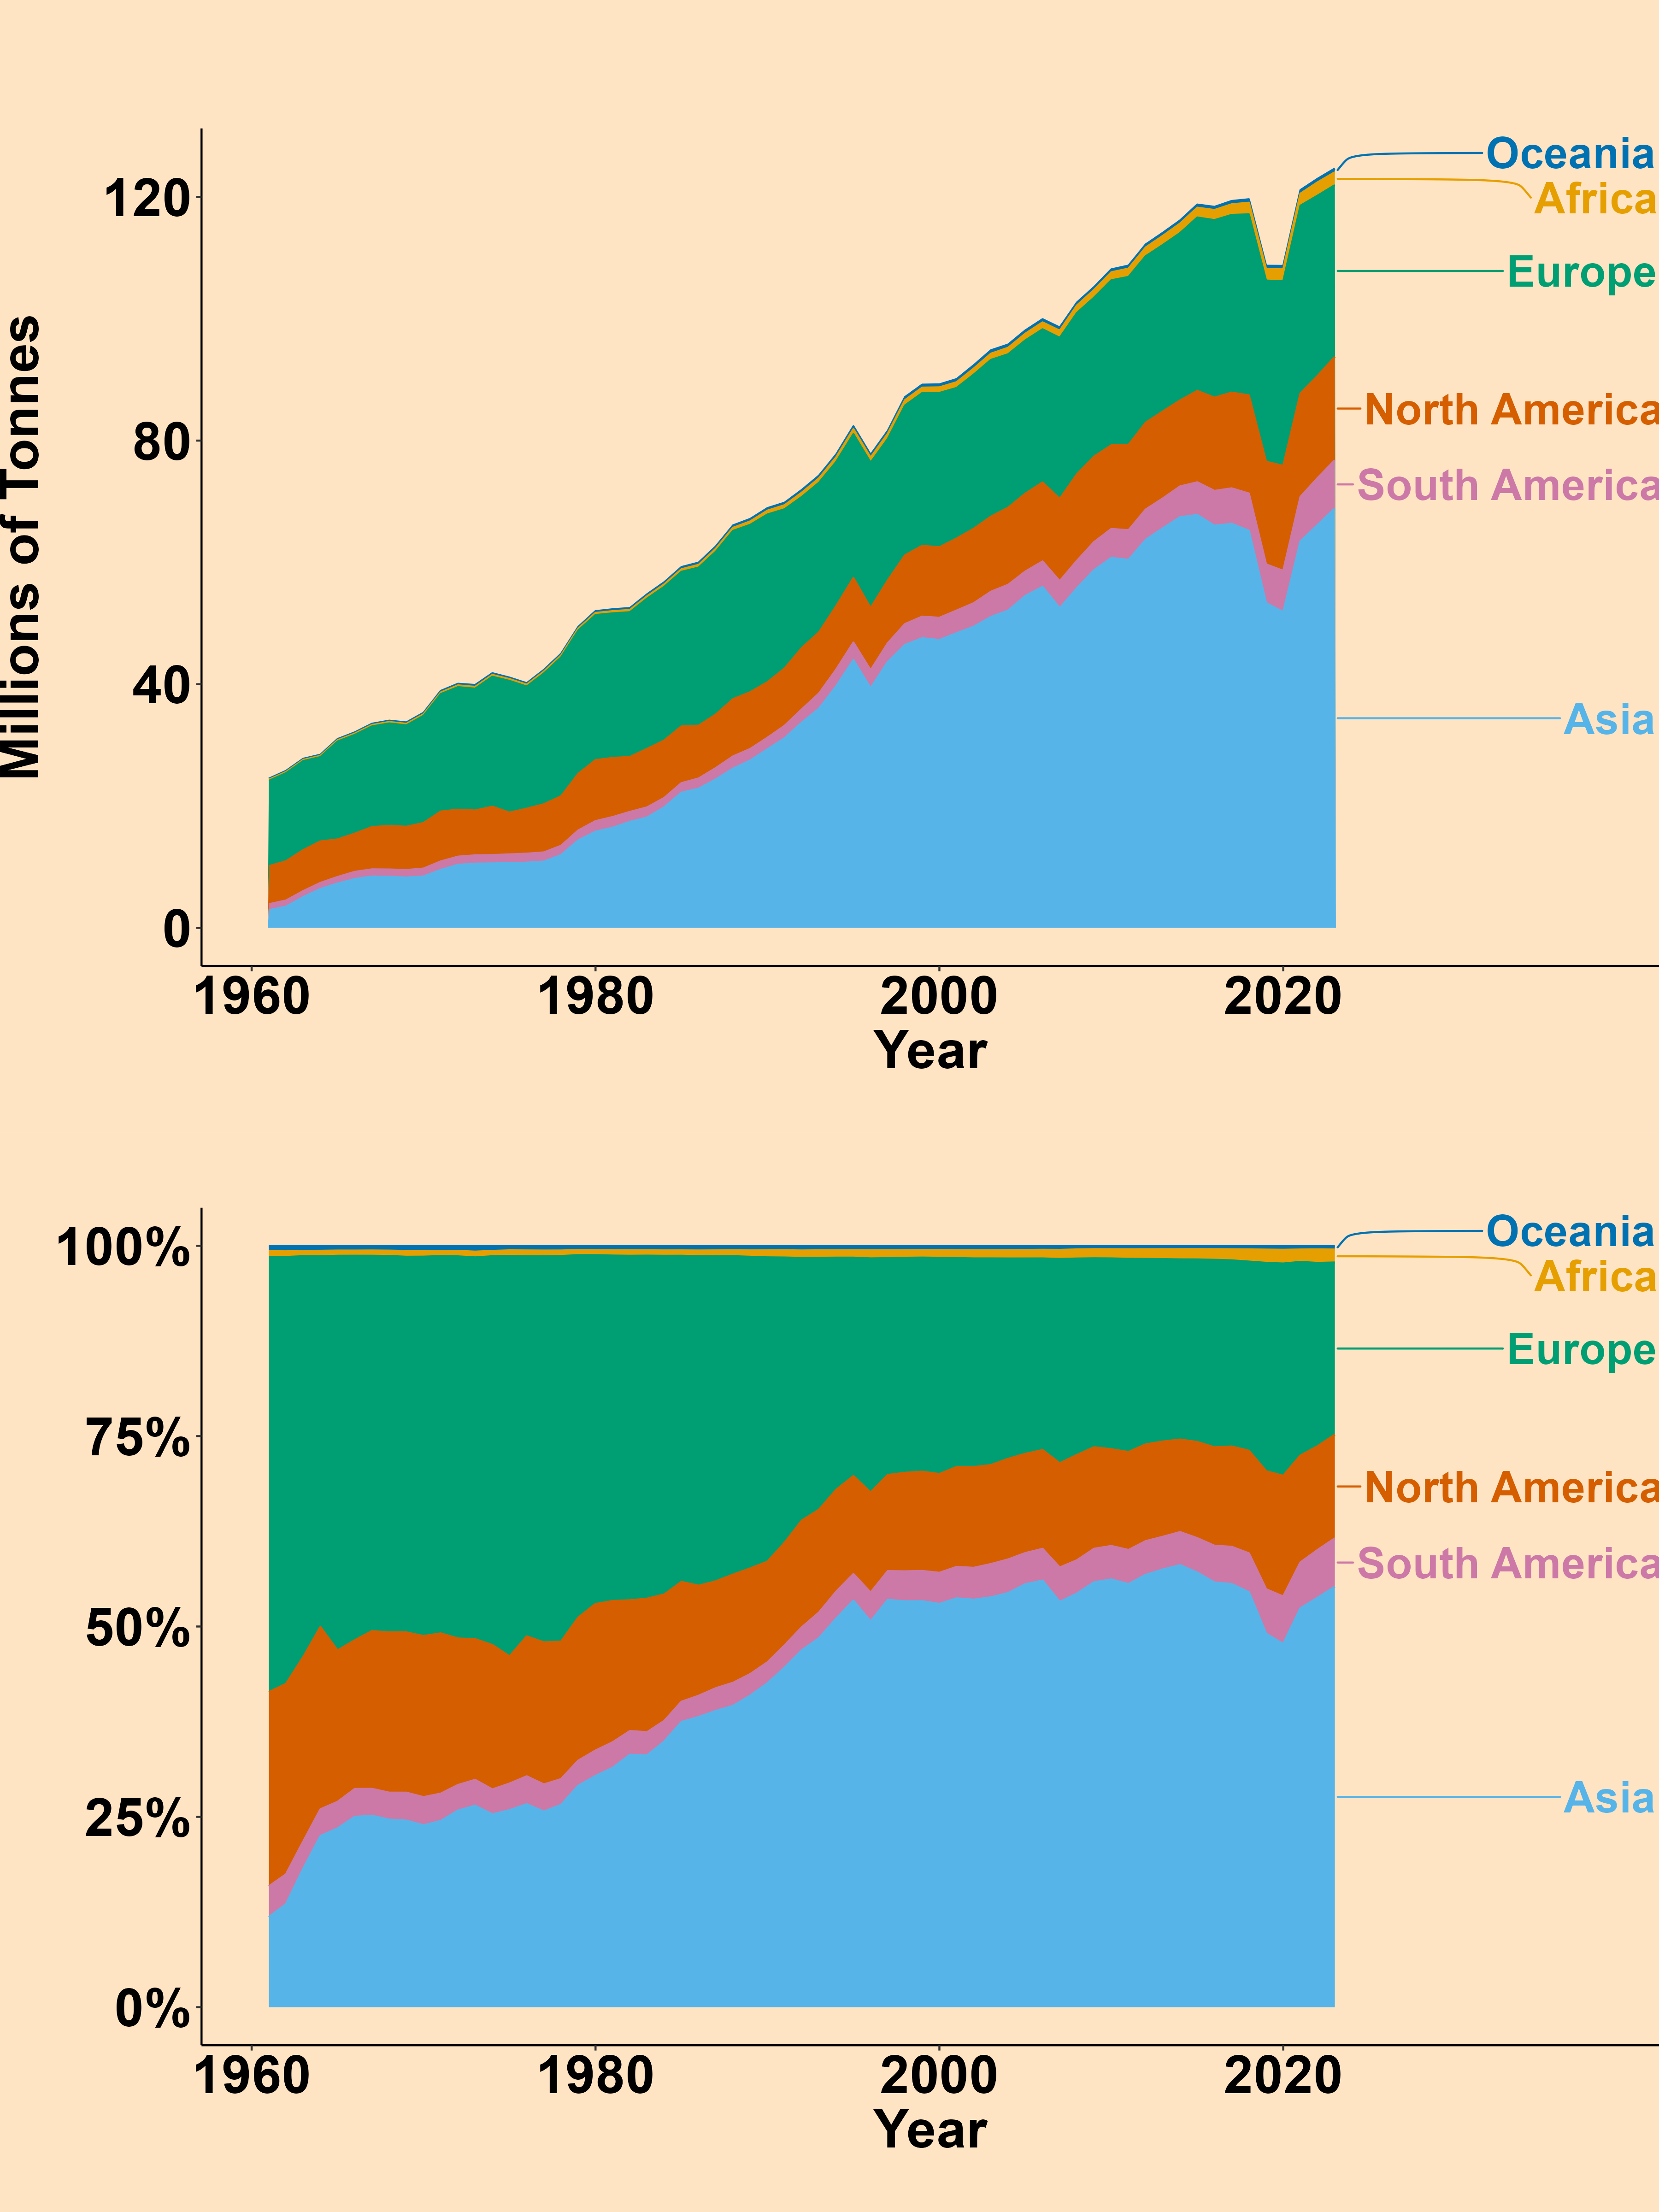 Millions of Tonnes
120
80
40
0
1960 1980 2000 2020
Year
Oceania
Africa
Europe
North America
South America
Asia
100%
75%
50%
25%
0%
1960 1980 2000 2020
Year
Oceania
Africa
Europe
North America
South America
Asia